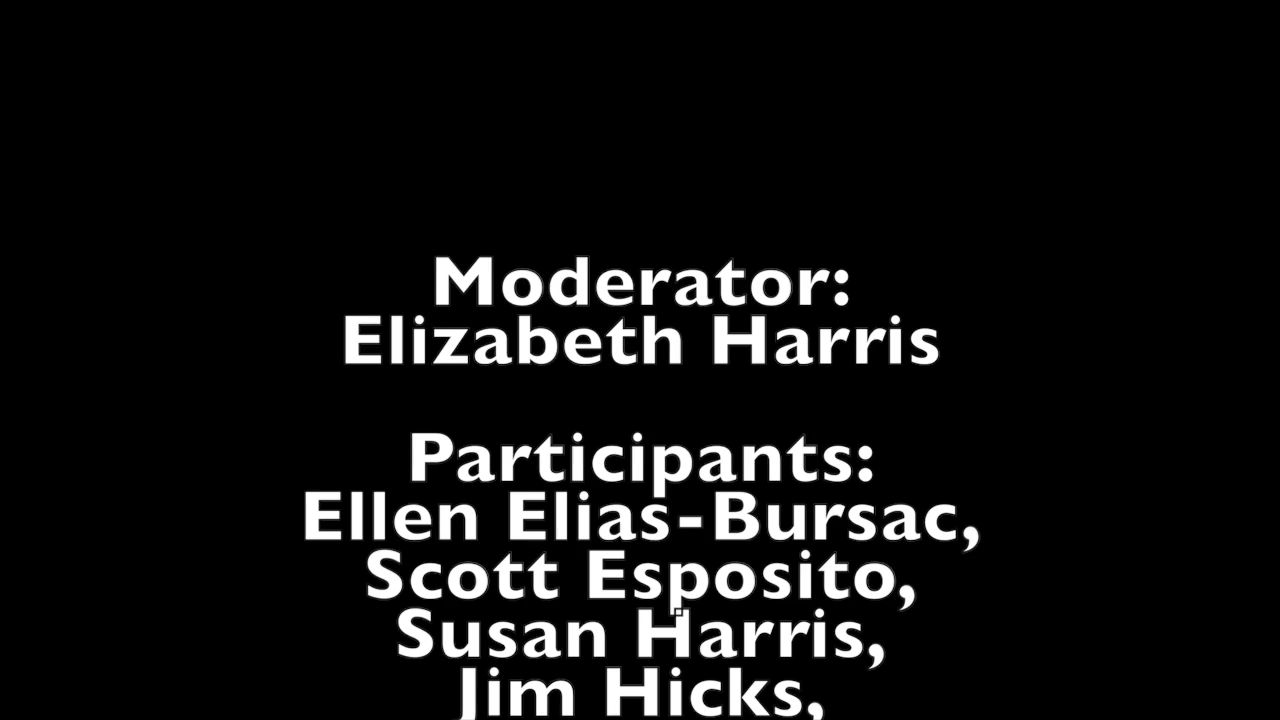 Moderator:
Elizabeth Harris
Participants:
Ellen Elias-Bursac,
Scott Esposito,
Susan Harris,
Jim Hicks,